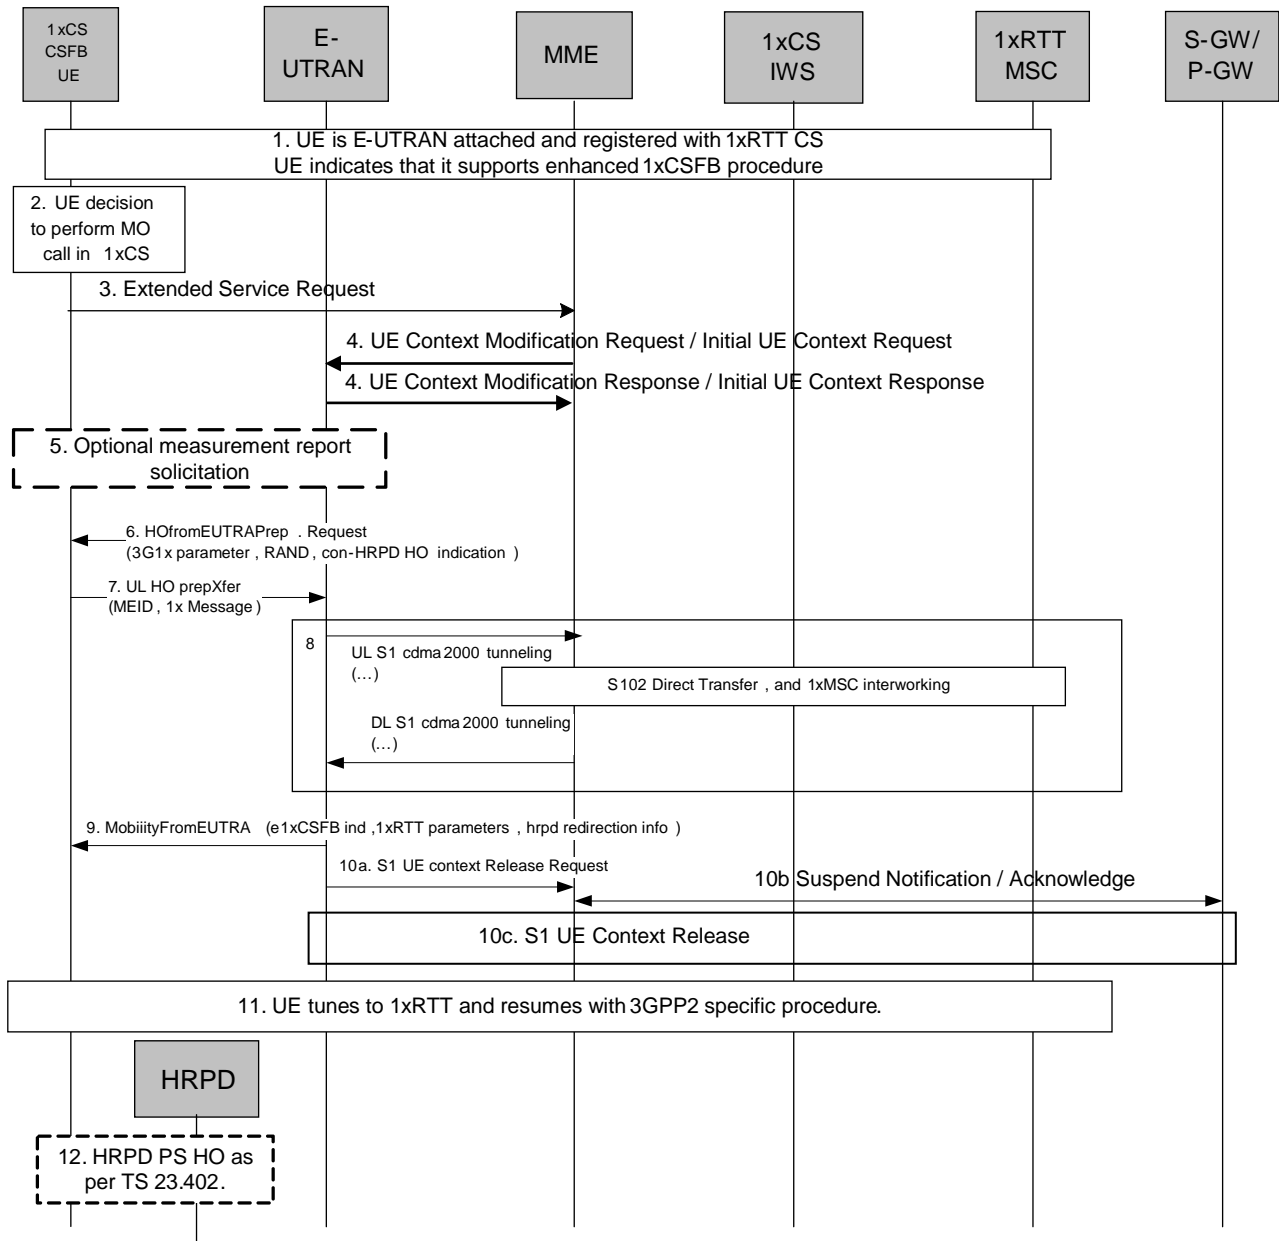 1xCS
CSFB
UE
E-
UTRAN
MME
1xCS
IWS
1xRTT
MSC
S-GW/
P-GW
1. UE is E-UTRAN attached and registered with 1xRTT CS
UE indicates that it supports enhanced 1xCSFB procedure
2. UE decision
to perform MO
call in 1xCS
3. Extended Service Request
4. UE Context Modification Request / Initial UE Context Request
4. UE Context Modification Response / Initial UE Context Response
5. Optional measurement report
solicitation
6. HOfromEUTRAPrep . Request
(3G1x parameter , RAND , con-HRPD HO indication )
7. UL HO prepXfer
(MEID , 1x Message )
8
UL S1 cdma2000 tunneling
(...)
S102 Direct Transfer , and 1xMSC interworking
DL S1 cdma2000 tunneling
(...)
9. MobiiityFromEUTRA (e1xCSFB ind ,1xRTT parameters , hrpd redirection info )
10a. S1 UE context Release Request
10b Suspend Notification / Acknowledge
10c. S1 UE Context Release
11. UE tunes to 1xRTT and resumes with 3GPP2 specific procedure.
HRPD
12. HRPD PS HO as
per TS 23.402.